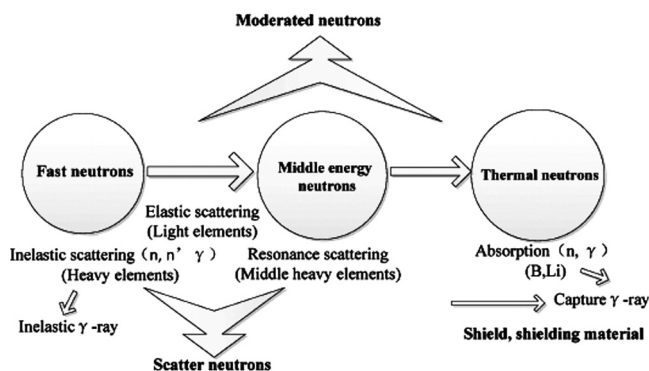 Moderated neutrons
Fast neutrons
Middle energy
neutrons
Thermal neutrons
Elastic scattering
(Light elements)
Inelastic scattering (n, n' γ)
(Heavy elements)
Resonance scattering
(Middle heavy elements)
Absorption (n, γ)
(B,Li)
Inelastic γ -ray
Capture γ -ray
Shield, shielding material
Scatter neutrons